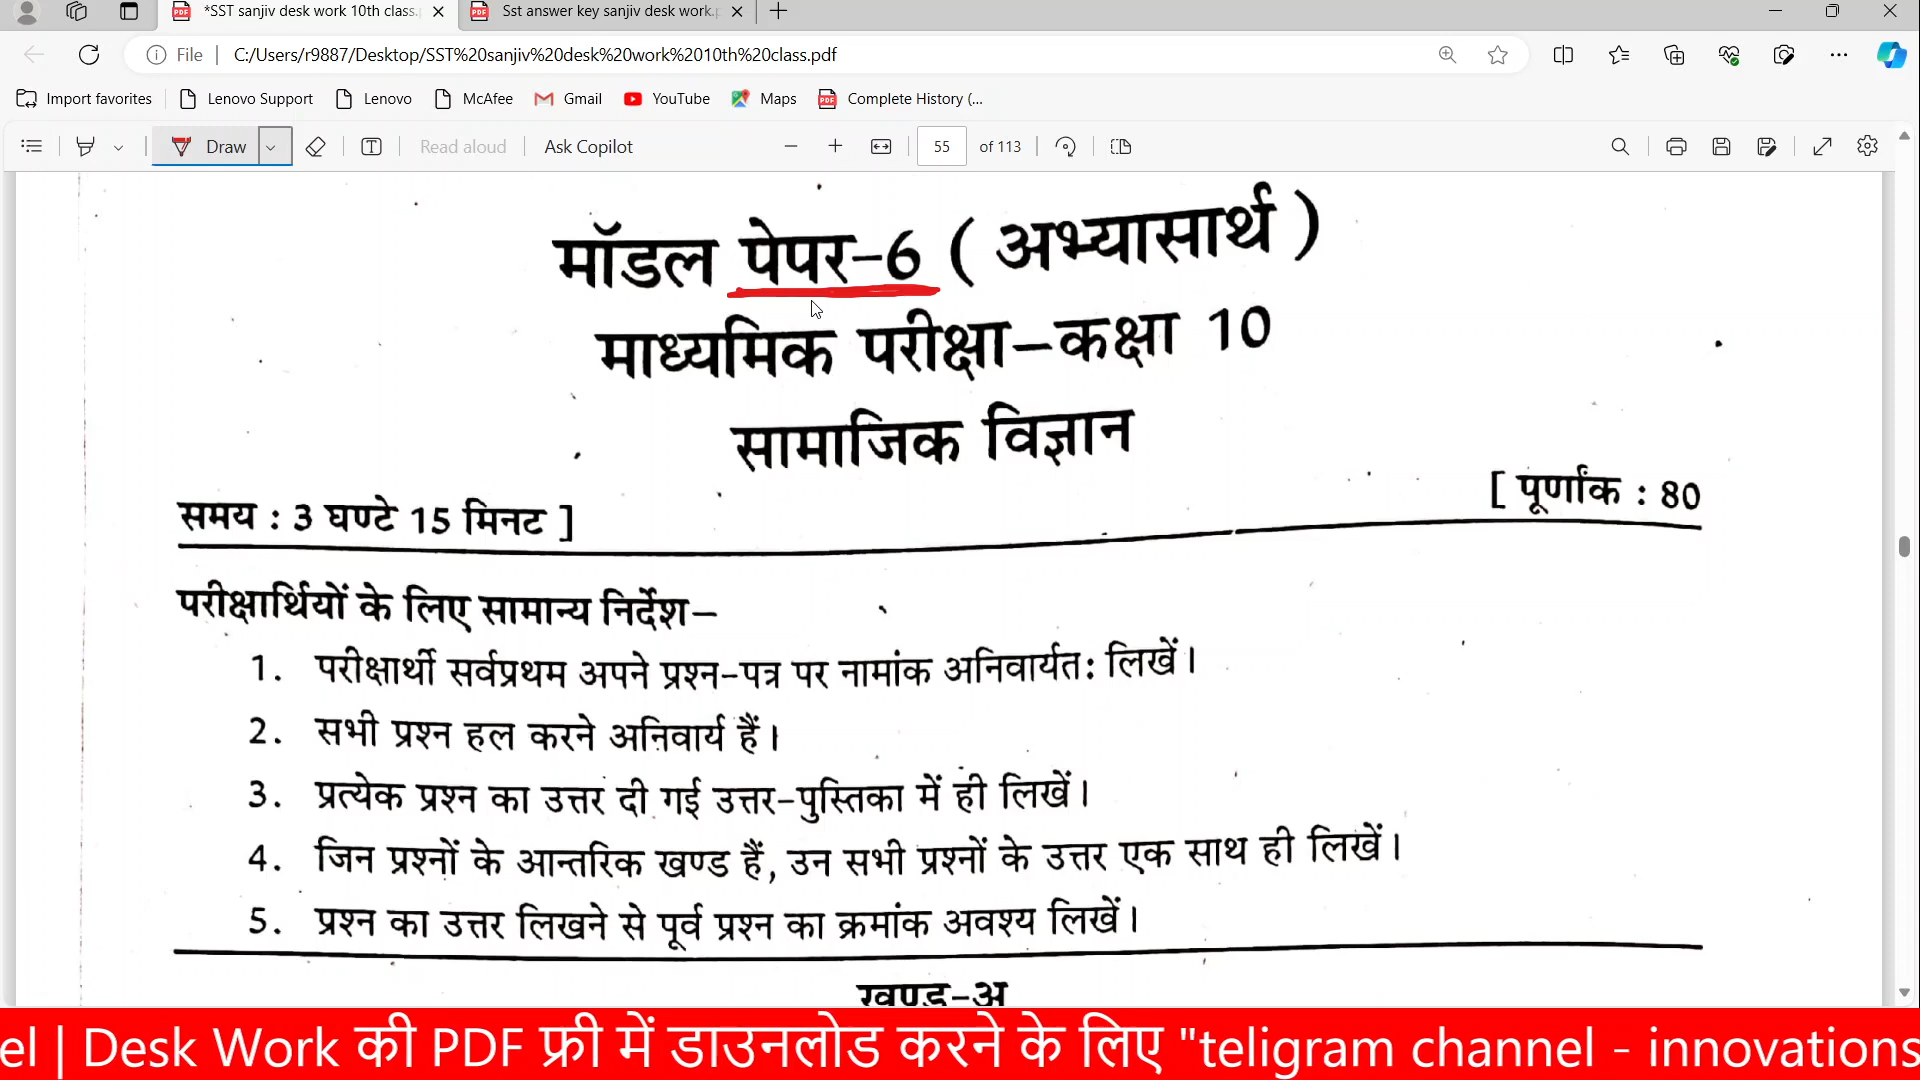 *SST sanjiv desk work 10th class.p
Sst answer key sanjiv desk work.p
File
C:/Users/r9887/Desktop/SST%20sanjiv%20desk%20work%2010th%20class.pdf
Import favorites
Lenovo Support
Lenovo
McAfee
Gmail
YouTube
Maps
Complete History (...
Draw
Read aloud
Ask Copilot
55 of 113
मॉडल पेपर-6 ( अभ्यासार्थ )
माध्यमिक परीक्षा-कक्षा 10
सामाजिक विज्ञान
समय : 3 घण्टे 15 मिनट ]
[ पूर्णांक : 80
परीक्षार्थियों के लिए सामान्य निर्देश-
1. परीक्षार्थी सर्वप्रथम अपने प्रश्न-पत्र पर नामांक अनिवार्यतः लिखें।
2. सभी प्रश्न हल करने अनिवार्य हैं।
3. प्रत्येक प्रश्न का उत्तर दी गई उत्तर-पुस्तिका में ही लिखें।
4. जिन प्रश्नों के आन्तरिक खण्ड हैं, उन सभी प्रश्नों के उत्तर एक साथ ही लिखें।
5. प्रश्न का उत्तर लिखने से पूर्व प्रश्न का क्रमांक अवश्य लिखें।
खण्ड-अ
el | Desk Work की PDF फ्री में डाउनलोड करने के लिए "teligram channel - innovations